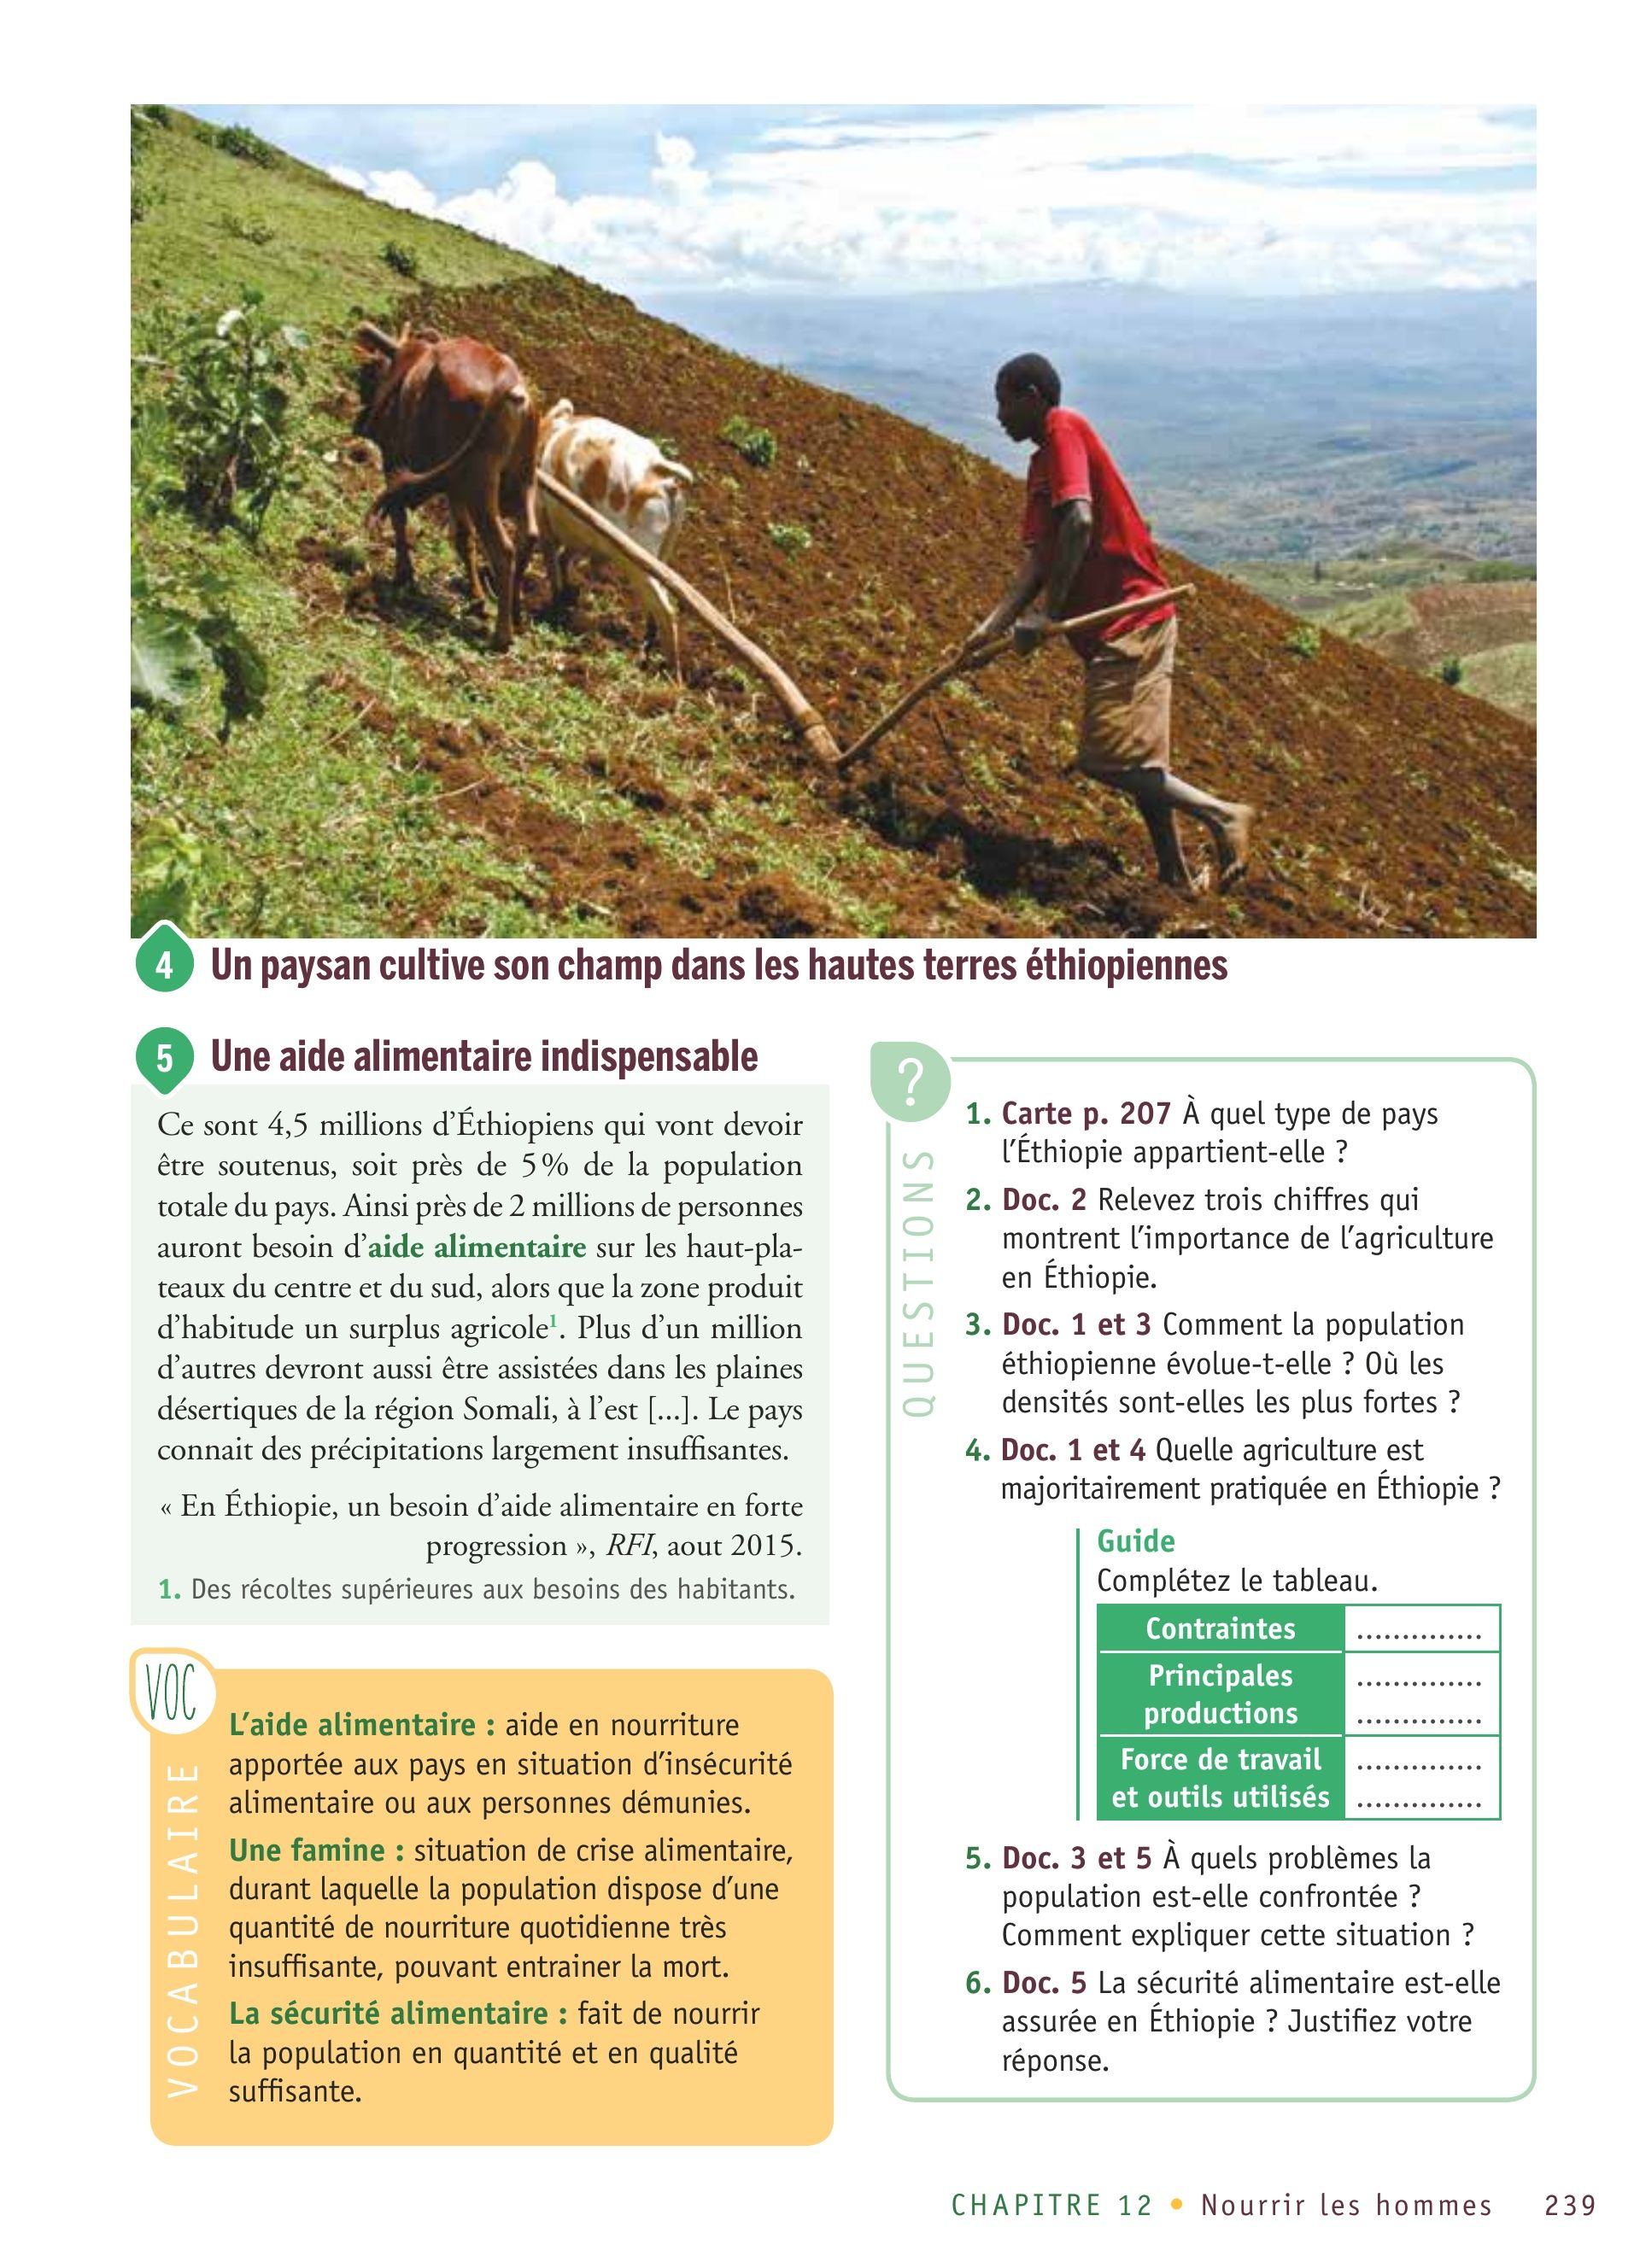 4 Un paysan cultive son champ dans les hautes terres éthiopiennes
5 Une aide alimentaire indispensable
Ce sont 4,5 millions d’Éthiopiens qui vont devoir
être soutenus, soit près de 5 % de la population
totale du pays. Ainsi près de 2 millions de personnes
auront besoin d’aide alimentaire sur les haut-pla-
teaux du centre et du sud, alors que la zone produit
d’habitude un surplus agricole¹. Plus d’un million
d’autres devront aussi être assistées dans les plaines
désertiques de la région Somali, à l’est [...]. Le pays
connait des précipitations largement insuffisantes.
« En Éthiopie, un besoin d’aide alimentaire en forte
progression », RFI, aout 2015.
1. Des récoltes supérieures aux besoins des habitants.
VOC
VOCABULAIRE
L’aide alimentaire : aide en nourriture
apportée aux pays en situation d’insécurité
alimentaire ou aux personnes démunies.
Une famine : situation de crise alimentaire,
durant laquelle la population dispose d’une
quantité de nourriture quotidienne très
insuffisante, pouvant entrainer la mort.
La sécurité alimentaire : fait de nourrir
la population en quantité et en qualité
suffisante.
?
QUESTIONS
1. Carte p. 207 À quel type de pays
l’Éthiopie appartient-elle ?
2. Doc. 2 Relevez trois chiffres qui
montrent l’importance de l’agriculture
en Éthiopie.
3. Doc. 1 et 3 Comment la population
éthiopienne évolue-t-elle ? Où les
densités sont-elles les plus fortes ?
4. Doc. 1 et 4 Quelle agriculture est
majoritairement pratiquée en Éthiopie ?
Guide
Complétez le tableau.
Contraintes ..............
Principales ..............
productions ..............
Force de travail ..............
et outils utilisés ..............
5. Doc. 3 et 5 À quels problèmes la
population est-elle confrontée ?
Comment expliquer cette situation ?
6. Doc. 5 La sécurité alimentaire est-elle
assurée en Éthiopie ? Justifiez votre
réponse.
CHAPITRE 12 • Nourrir les hommes 239